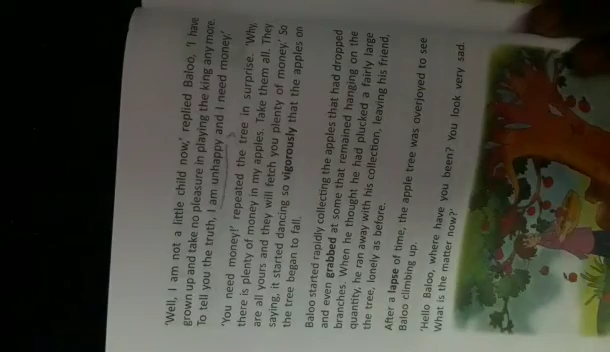 'Well, I am not a little child now,' replied Baloo, 'I have
grown up and take no pleasure in playing the king any more.
To tell you the truth, I am unhappy and I need money.'
'You need money!' repeated the tree in surprise. 'Why,
there is plenty of money in my apples. Take them all. They
are all yours and they will fetch you plenty of money.' So
saying, it started dancing so vigorously that the apples on
the tree began to fall.
Baloo started rapidly collecting the apples that had dropped
and even grabbed at some that remained hanging on the
branches. When he thought he had plucked a fairly large
quantity, he ran away with his collection, leaving his friend,
the tree, lonely as before.
After a lapse of time, the apple tree was overjoyed to see
Baloo climbing up.
'Hello Baloo, where have you been? You look very sad.
What is the matter now?'